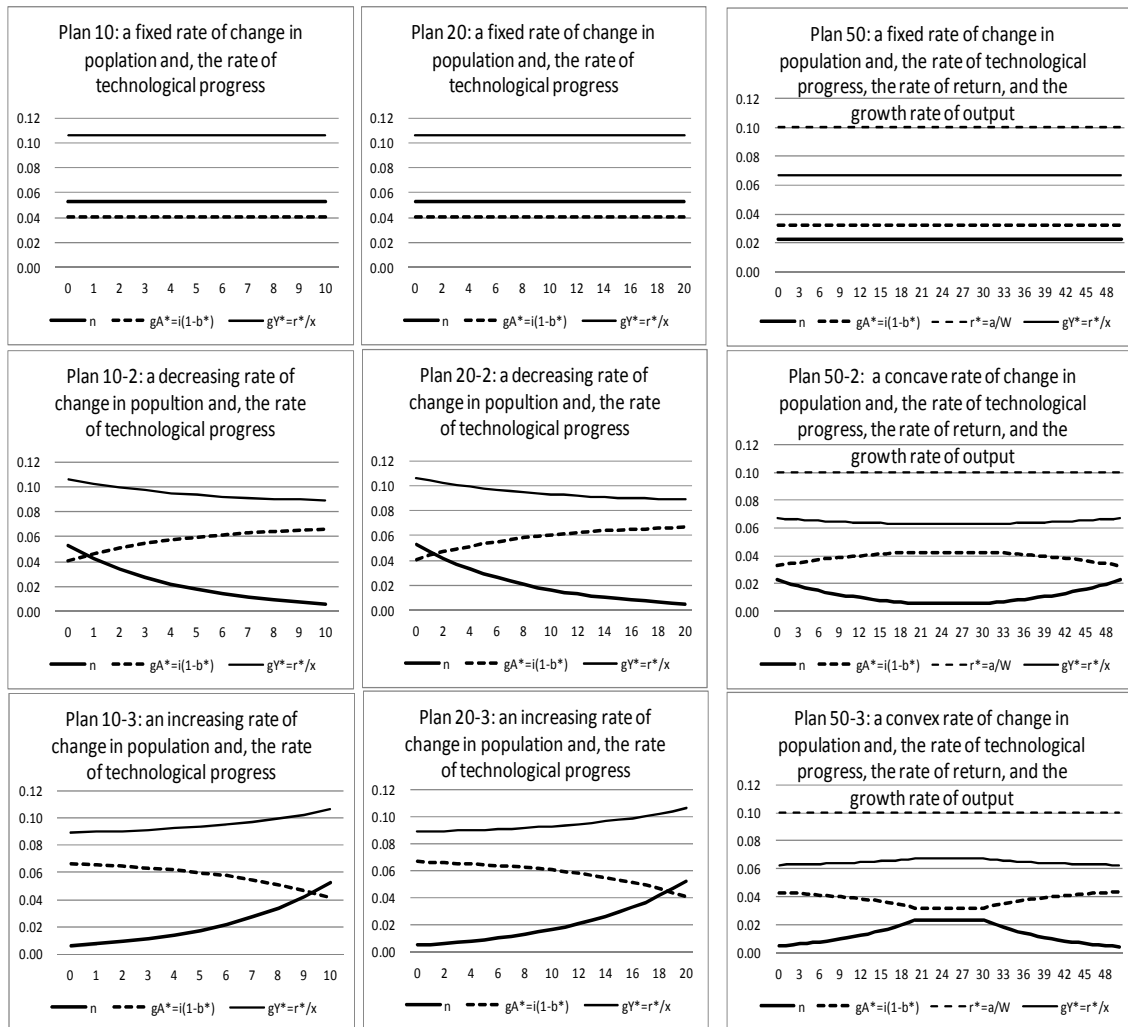 Plan 10: a fixed rate of change in
poplation and, the rate of
technological progress
0.12
0.10
0.08
0.06
0.04
0.02
0.00
0 1 2 3 4 5 6 7 8 9 10
n gA*=i(1-b*) gY*=r*/x
Plan 20: a fixed rate of change in
population and, the rate of
technological progress
0.12
0.10
0.08
0.06
0.04
0.02
0.00
0 2 4 6 8 10 12 14 16 18 20
n gA*=i(1-b*) gY*=r*/x
Plan 50: a fixed rate of change in
population and, the rate of technological
progress, the rate of return, and the
growth rate of output
0.12
0.10
0.08
0.06
0.04
0.02
0.00
0 3 6 9 12 15 18 21 24 27 30 33 36 39 42 45 48
n gA*=i(1-b*) r*=a/W gY*=r*/x
Plan 10-2: a decreasing rate of
change in popultion and, the rate
of technological progress
0.12
0.10
0.08
0.06
0.04
0.02
0.00
0 1 2 3 4 5 6 7 8 9 10
n gA*=i(1-b*) gY*=r*/x
Plan 20-2: a decreasing rate of
change in population and, the rate
of technological progress
0.12
0.10
0.08
0.06
0.04
0.02
0.00
0 2 4 6 8 10 12 14 16 18 20
n gA*=i(1-b*) gY*=r*/x
Plan 50-2: a concave rate of change in
population and, the rate of technological
progress, the rate of return, and the
growth rate of output
0.12
0.10
0.08
0.06
0.04
0.02
0.00
0 3 6 9 12 15 18 21 24 27 30 33 36 39 42 45 48
n gA*=i(1-b*) r*=a/W gY*=r*/x
Plan 10-3: an increasing rate of
change in population and, the rate
of technological progress
0.12
0.10
0.08
0.06
0.04
0.02
0.00
0 1 2 3 4 5 6 7 8 9 10
n gA*=i(1-b*) gY*=r*/x
Plan 20-3: an increasing rate of
change in population and, the rate
of technological progress
0.12
0.10
0.08
0.06
0.04
0.02
0.00
0 2 4 6 8 10 12 14 16 18 20
n gA*=i(1-b*) gY*=r*/x
Plan 50-3: a convex rate of change in
population and, the rate of technological
progress, the rate of return, and the
growth rate of output
0.12
0.10
0.08
0.06
0.04
0.02
0.00
0 3 6 9 12 15 18 21 24 27 30 33 36 39 42 45 48
n gA*=i(1-b*) r*=a/W gY*=r*/x